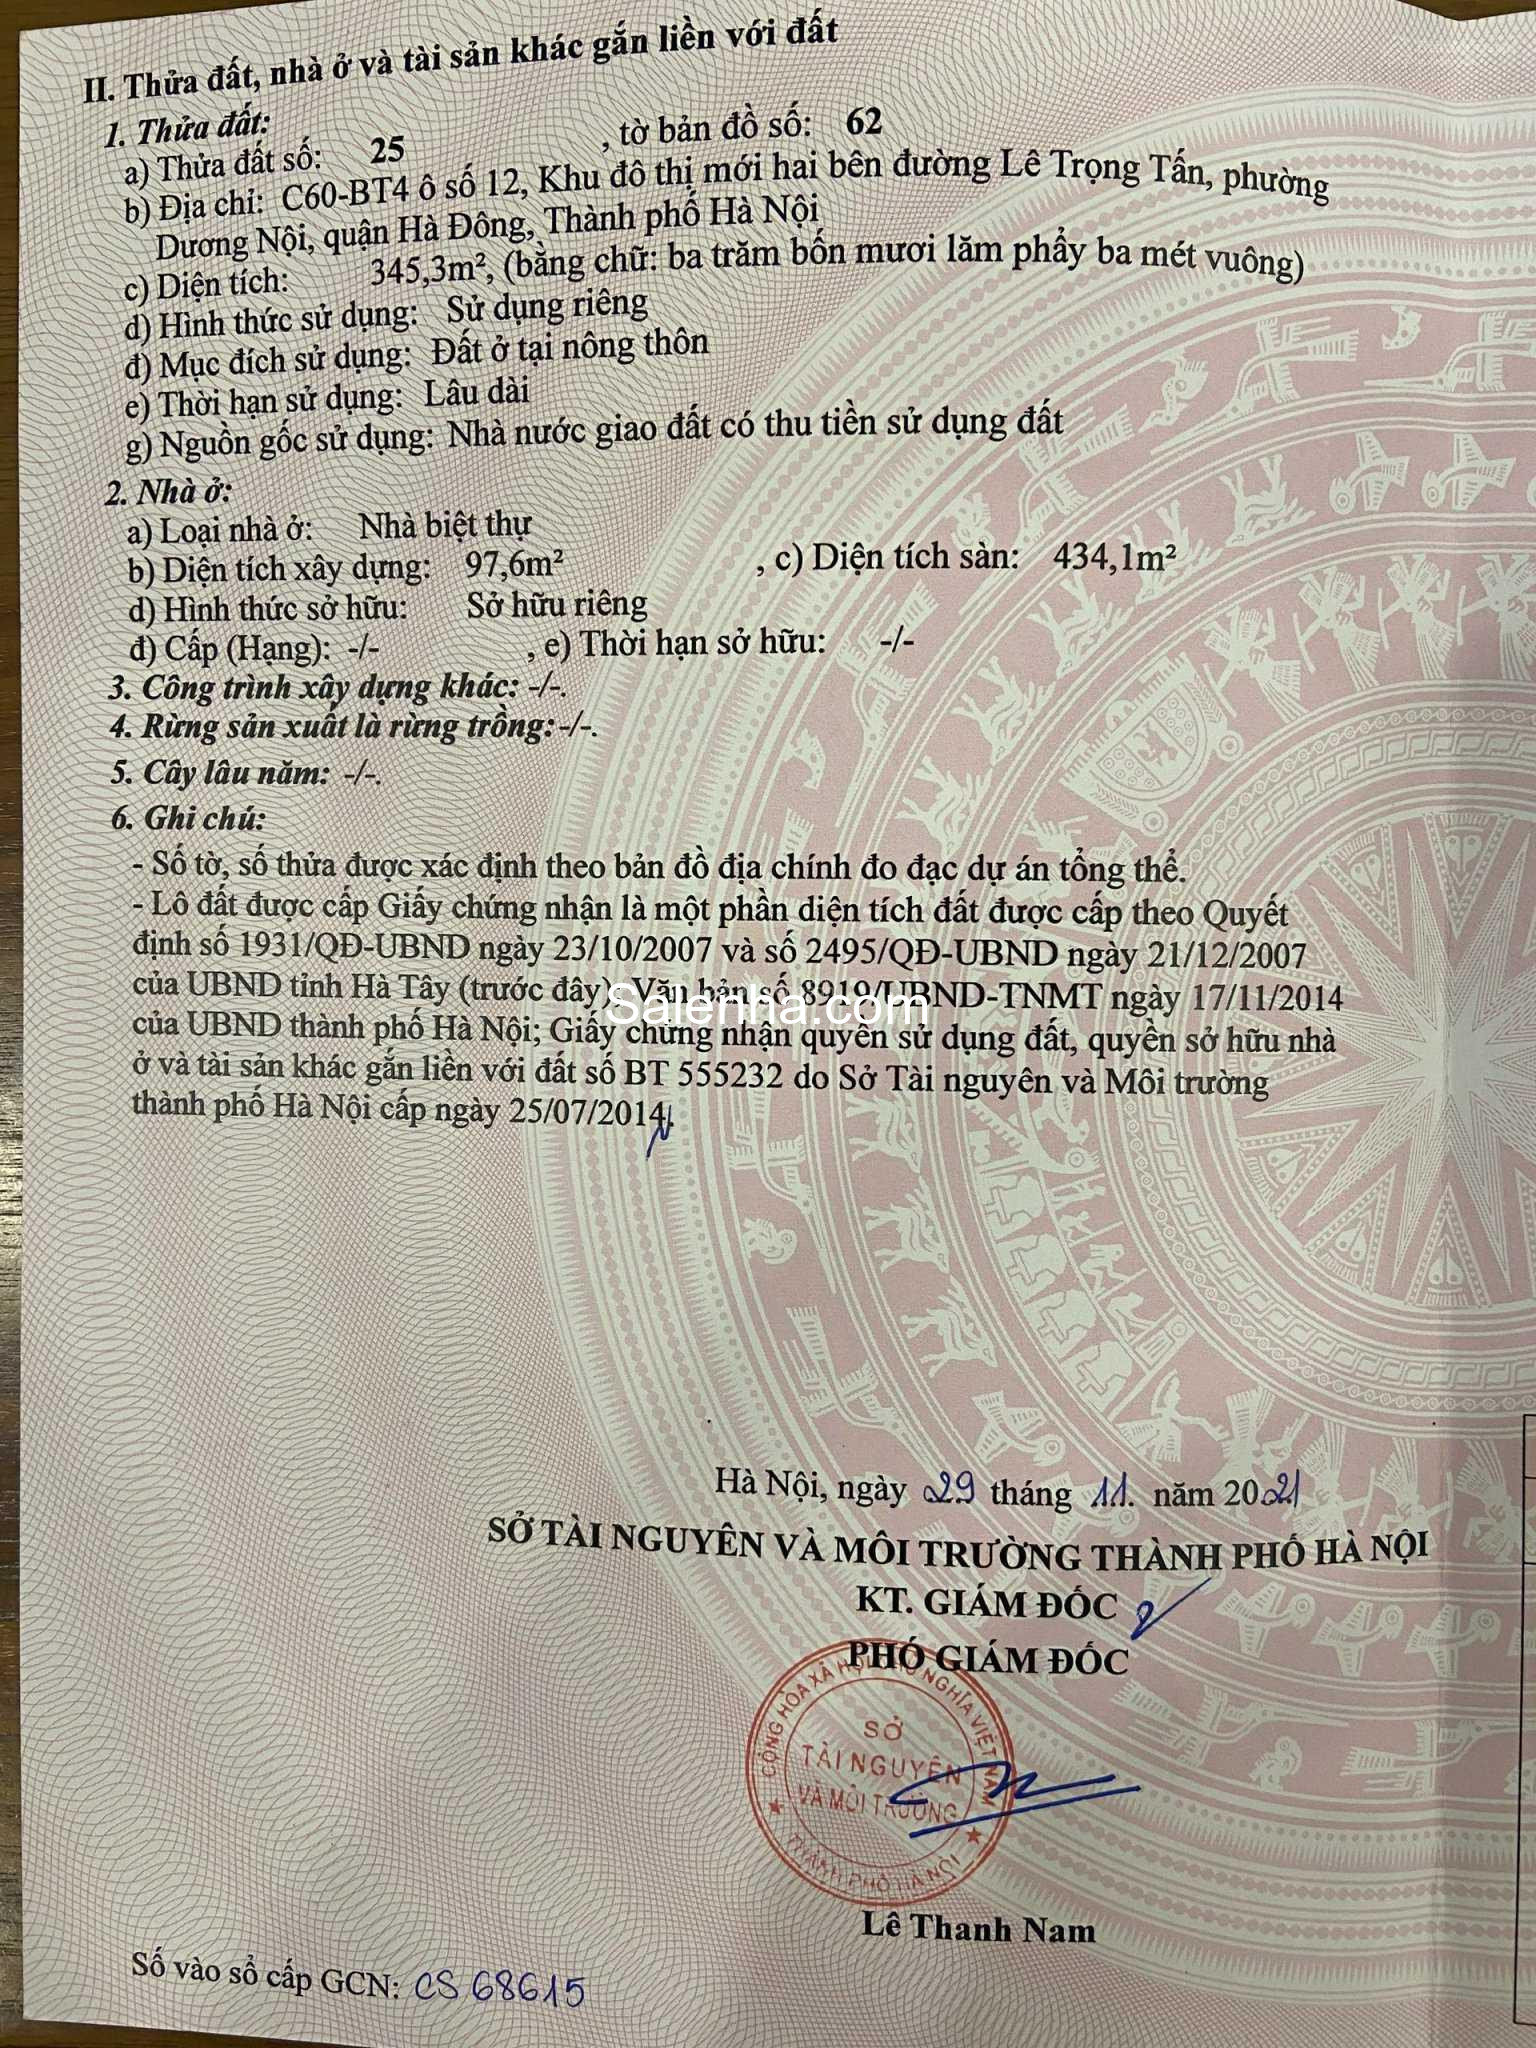 II. Thửa đất, nhà ở và tài sản khác gắn liền với đất
1. Thửa đất:
a) Thửa đất số: 25 , tờ bản đồ số: 62
b) Địa chỉ: C60-BT4 ô số 12, Khu đô thị mới hai bên đường Lê Trọng Tấn, phường
Dương Nội, quận Hà Đông, Thành phố Hà Nội
c) Diện tích: 345,3m², (bằng chữ: ba trăm bốn mươi lăm phẩy ba mét vuông)
d) Hình thức sử dụng: Sử dụng riêng
đ) Mục đích sử dụng: Đất ở tại nông thôn
e) Thời hạn sử dụng: Lâu dài
g) Nguồn gốc sử dụng: Nhà nước giao đất có thu tiền sử dụng đất
2. Nhà ở:
a) Loại nhà ở: Nhà biệt thự
b) Diện tích xây dựng: 97,6m² , c) Diện tích sàn: 434,1m²
d) Hình thức sở hữu: Sở hữu riêng
đ) Cấp (Hạng): -/- , e) Thời hạn sở hữu: -/-
3. Công trình xây dựng khác: -/-.
4. Rừng sản xuất là rừng trồng: -/-.
5. Cây lâu năm: -/-.
6. Ghi chú:
- Số tờ, số thửa được xác định theo bản đồ địa chính đo đạc dự án tổng thể.
- Lô đất được cấp Giấy chứng nhận là một phần diện tích đất được cấp theo Quyết
định số 1931/QĐ-UBND ngày 23/10/2007 và số 2495/QĐ-UBND ngày 21/12/2007
của UBND tỉnh Hà Tây (trước đây), Văn bản số 8919/UBND-TNMT ngày 17/11/2014
Salenha.com
của UBND thành phố Hà Nội; Giấy chứng nhận quyền sử dụng đất, quyền sở hữu nhà
ở và tài sản khác gắn liền với đất số BT 555232 do Sở Tài nguyên và Môi trường
thành phố Hà Nội cấp ngày 25/07/2014.
Hà Nội, ngày 29 tháng 11. năm 2021
SỞ TÀI NGUYÊN VÀ MÔI TRƯỜNG THÀNH PHỐ HÀ NỘI
KT. GIÁM ĐỐC
PHÓ GIÁM ĐỐC
CỘNG HÒA XÃ HỘI CHỦ NGHĨA VIỆT NAM
SỞ
TÀI NGUYÊN
VÀ MÔI TRƯỜNG
THÀNH PHỐ HÀ NỘI
Lê Thanh Nam
Số vào sổ cấp GCN: CS 68615